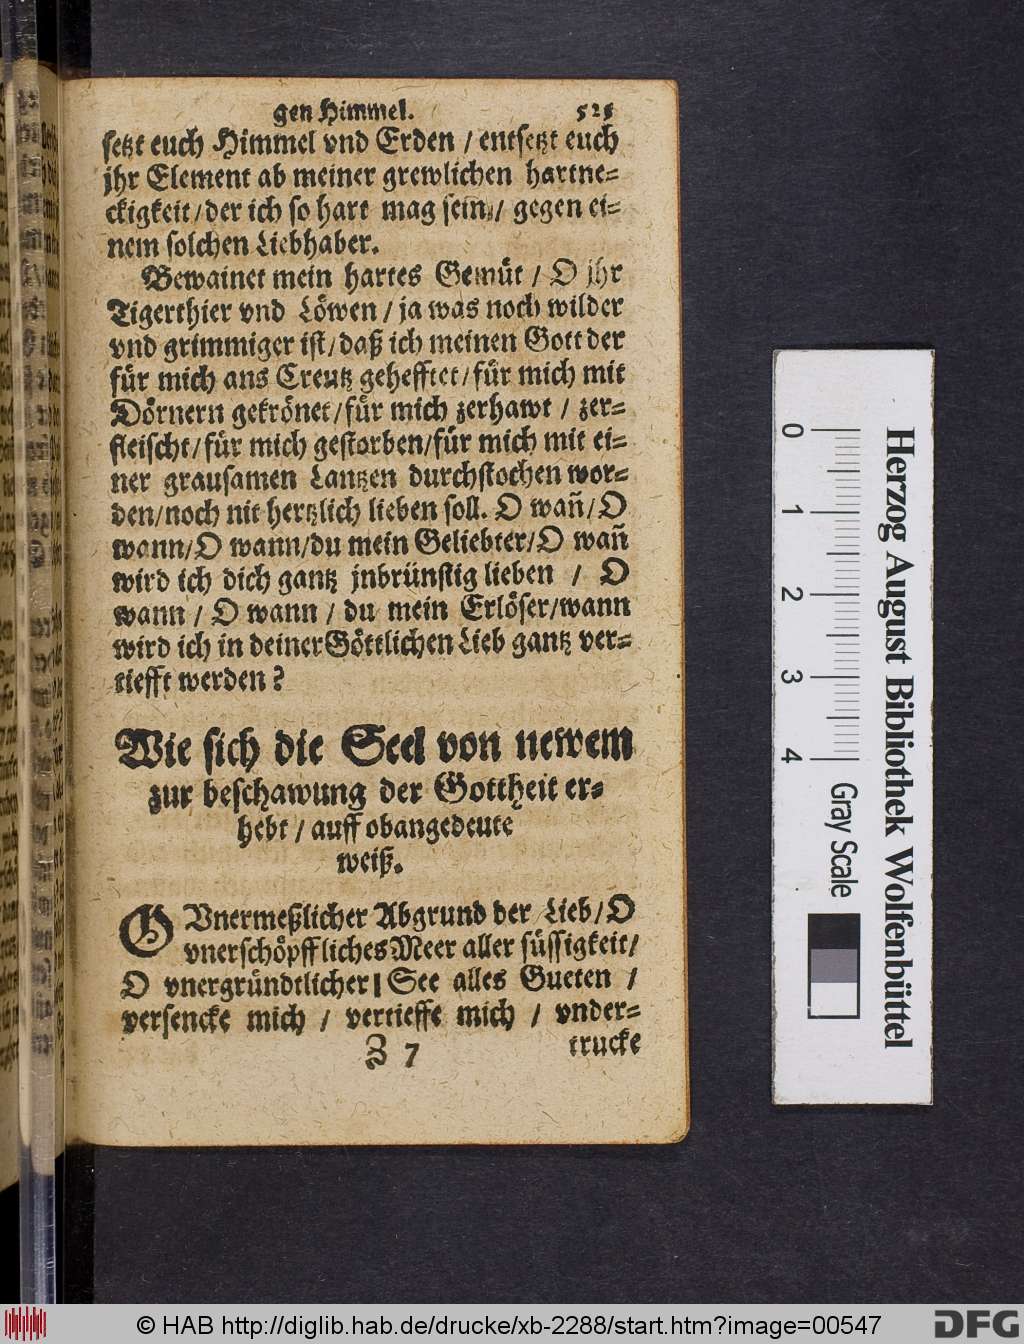 gen Himmel. 525
setzt euch Himmel vnd Erden / entsetzt euch
jhr Element ab meiner grewlichen hartne-
ckigkeit / der ich so hart mag sein / gegen ei-
nem solchen Liebhaber.
Bewainet mein hartes Gemüt / O jhr
Tigerthier vnd Löwen / ja was noch wilder
vnd grimmiger ist / daß ich meinen Gott der
für mich ans Creutz gehefftet / für mich mit
Dörnern gekrönet / für mich zerhawt / zer-
fleischt / für mich gestorben / für mich mit ei-
ner grausamen Lantzen durchstochen wor-
den / noch nit hertzlich lieben soll. O wañ / O
wann / O wann / du mein Geliebter / O wañ
wird ich dich gantz jnbrünstig lieben / O
wann / O wann / du mein Erlöser / wann
wird ich in deiner Göttlichen Lieb gantz ver-
tiefft werden?
Wie sich die Seel von newem
zur beschawung der Gottheit er-
hebt / auff obangedeute
weiß.
O Vnermeßlicher Abgrund der Lieb / O
vnerschöpffliches Meer aller süssigkeit /
O vnergründtlicher See alles Gueten /
versencke mich / vertieffe mich / vnder-
Z 7 trucke
0 1 2 3 4
Herzog August Bibliothek Wolfenbüttel
Gray Scale
© HAB http://diglib.hab.de/drucke/xb-2288/start.htm?image=00547
DFG